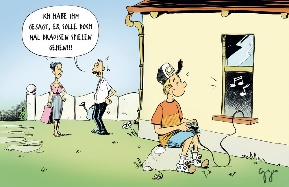 ICH HABE IHM
GESAGT, ER SOLLE DOCH
MAL DRAUSSEN SPIELEN
GEHEN!!!